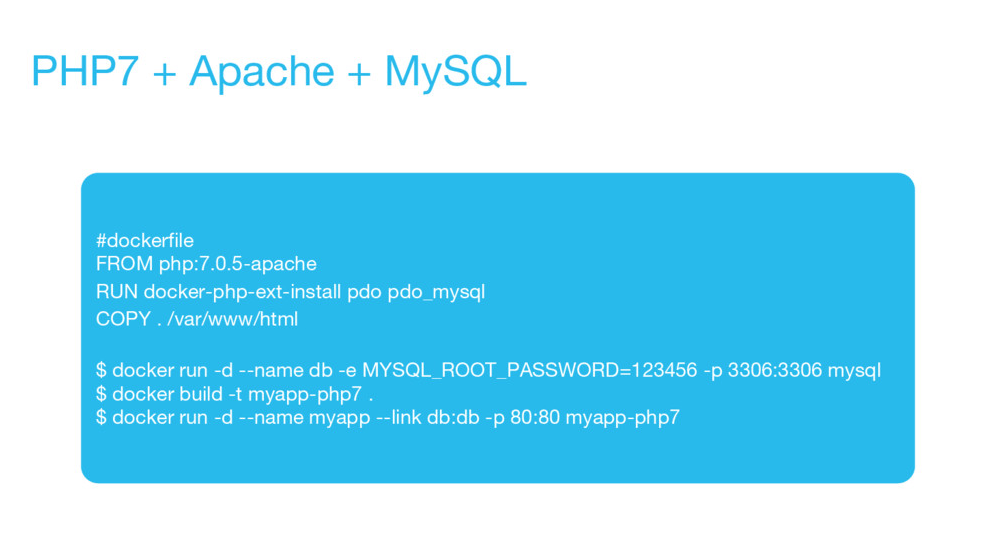 PHP7 + Apache + MySQL
#dockerfile
FROM php:7.0.5-apache
RUN docker-php-ext-install pdo pdo_mysql
COPY . /var/www/html
$ docker run -d --name db -e MYSQL_ROOT_PASSWORD=123456 -p 3306:3306 mysql
$ docker build -t myapp-php7 .
$ docker run -d --name myapp --link db:db -p 80:80 myapp-php7